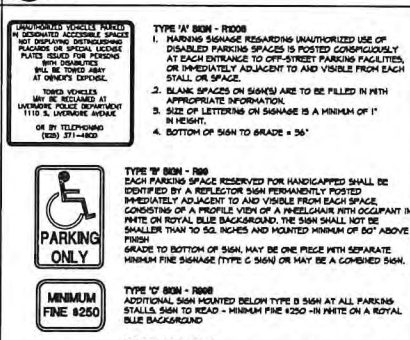 UNAUTHORIZED VEHICLES PARKED
IN DESIGNATED ACCESSIBLE SPACES
NOT DISPLAYING DISTINGUISHING
PLACARDS OR SPECIAL LICENSE
PLATES ISSUED FOR PERSONS
WITH DISABILITIES
WILL BE TOWED AWAY
AT OWNER'S EXPENSE.
TOWED VEHICLES
MAY BE RECLAIMED AT
LIVERMORE POLICE DEPARTMENT
1110 S. LIVERMORE AVENUE
OR BY TELEPHONING
(925) 371-4800
TYPE 'A' SIGN - R100B
1. WARNING SIGNAGE REGARDING UNAUTHORIZED USE OF
DISABLED PARKING SPACES IS POSTED CONSPICUOUSLY
AT EACH ENTRANCE TO OFF-STREET PARKING FACILITIES,
OR IMMEDIATELY ADJACENT TO AND VISIBLE FROM EACH
STALL OR SPACE.
2. BLANK SPACES ON SIGN(S) ARE TO BE FILLED IN WITH
APPROPRIATE INFORMATION.
3. SIZE OF LETTERING ON SIGNAGE IS A MINIMUM OF 1"
IN HEIGHT.
4. BOTTOM OF SIGN TO GRADE = 36"
PARKING
ONLY
TYPE 'B' SIGN - R99
EACH PARKING SPACE RESERVED FOR HANDICAPPED SHALL BE
IDENTIFIED BY A REFLECTOR SIGN PERMANENTLY POSTED
IMMEDIATELY ADJACENT TO AND VISIBLE FROM EACH SPACE,
CONSISTING OF A PROFILE VIEW OF A WHEELCHAIR WITH OCCUPANT IN
WHITE ON ROYAL BLUE BACKGROUND. THE SIGN SHALL NOT BE
SMALLER THAN 70 SQ. INCHES AND MOUNTED MINIMUM OF 80" ABOVE
FINISH
GRADE TO BOTTOM OF SIGN, MAY BE ONE PIECE WITH SEPARATE
MINIMUM FINE SIGNAGE (TYPE C SIGN) OR MAY BE A COMBINED SIGN.
MINIMUM
FINE $250
TYPE 'C' SIGN - R99B
ADDITIONAL SIGN MOUNTED BELOW TYPE B SIGN AT ALL PARKING
STALLS. SIGN TO READ - MINIMUM FINE $250 -IN WHITE ON A ROYAL
BLUE BACKGROUND